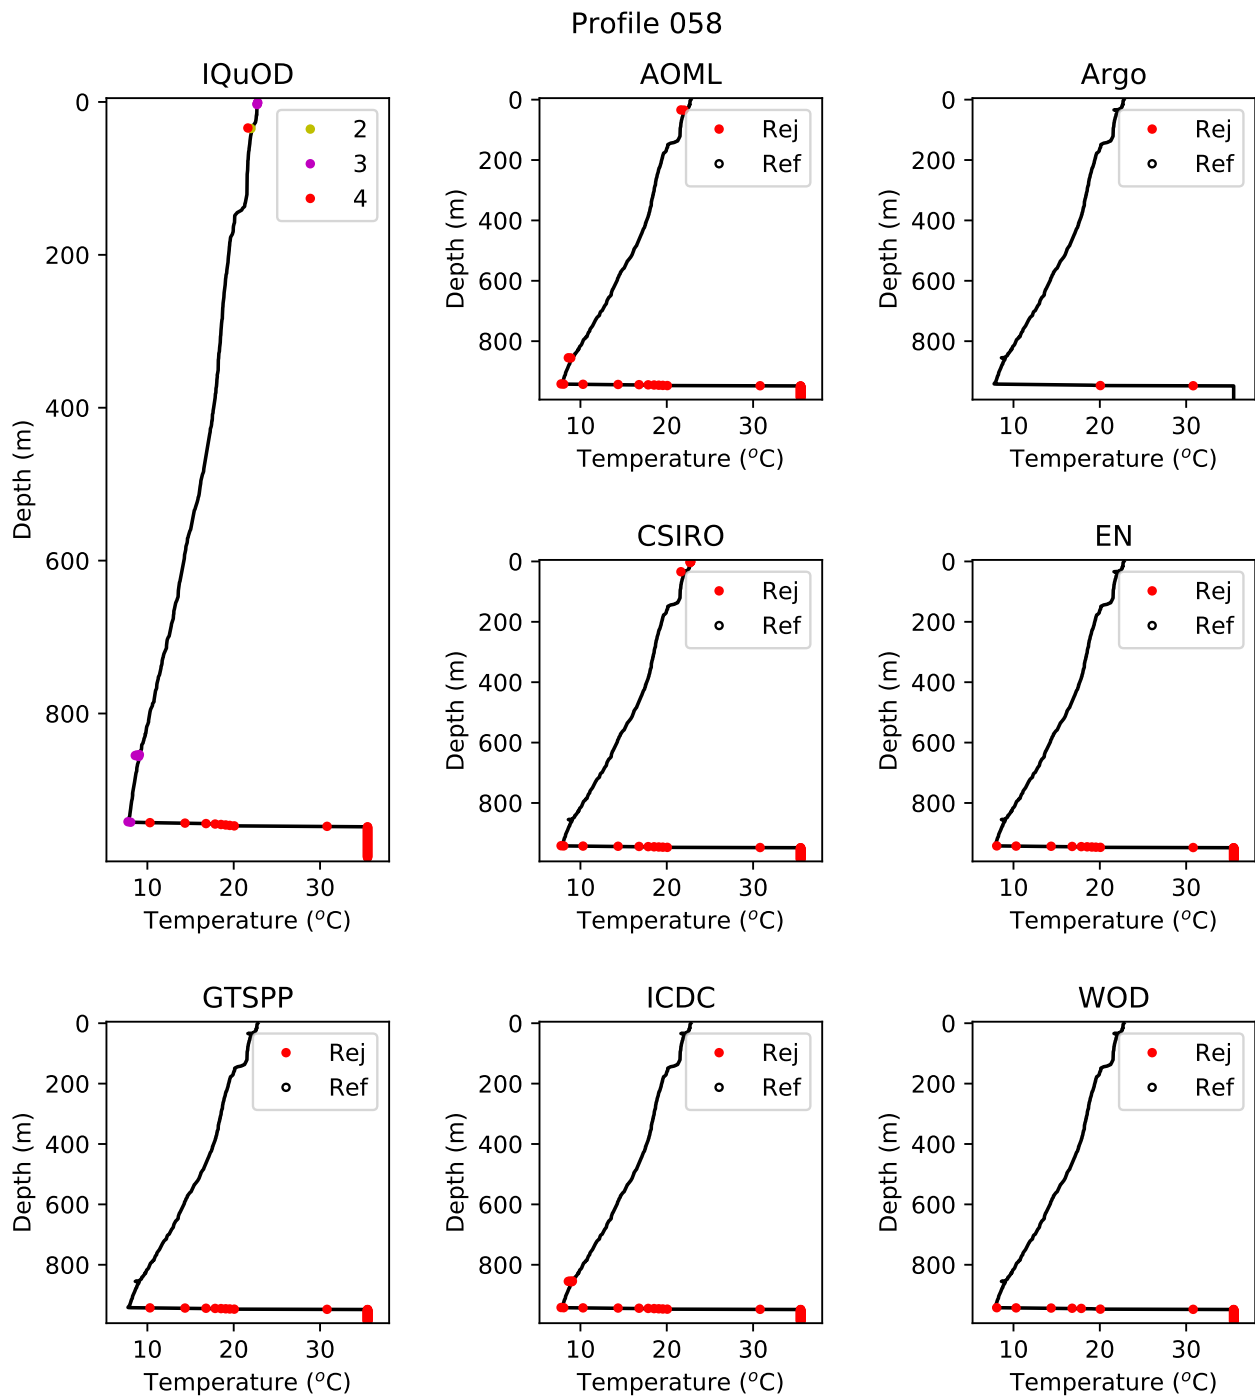 Profile 058
IQuOD
0
200
400
600
800
Depth (m)
2
3
4
10 20 30
Temperature (°C)
AOML
0
200
400
600
800
Depth (m)
Rej
Ref
10 20 30
Temperature (°C)
Argo
0
200
400
600
800
Depth (m)
Rej
Ref
10 20 30
Temperature (°C)
CSIRO
0
200
400
600
800
Depth (m)
Rej
Ref
10 20 30
Temperature (°C)
EN
0
200
400
600
800
Depth (m)
Rej
Ref
10 20 30
Temperature (°C)
GTSPP
0
200
400
600
800
Depth (m)
Rej
Ref
10 20 30
Temperature (°C)
ICDC
0
200
400
600
800
Depth (m)
Rej
Ref
10 20 30
Temperature (°C)
WOD
0
200
400
600
800
Depth (m)
Rej
Ref
10 20 30
Temperature (°C)